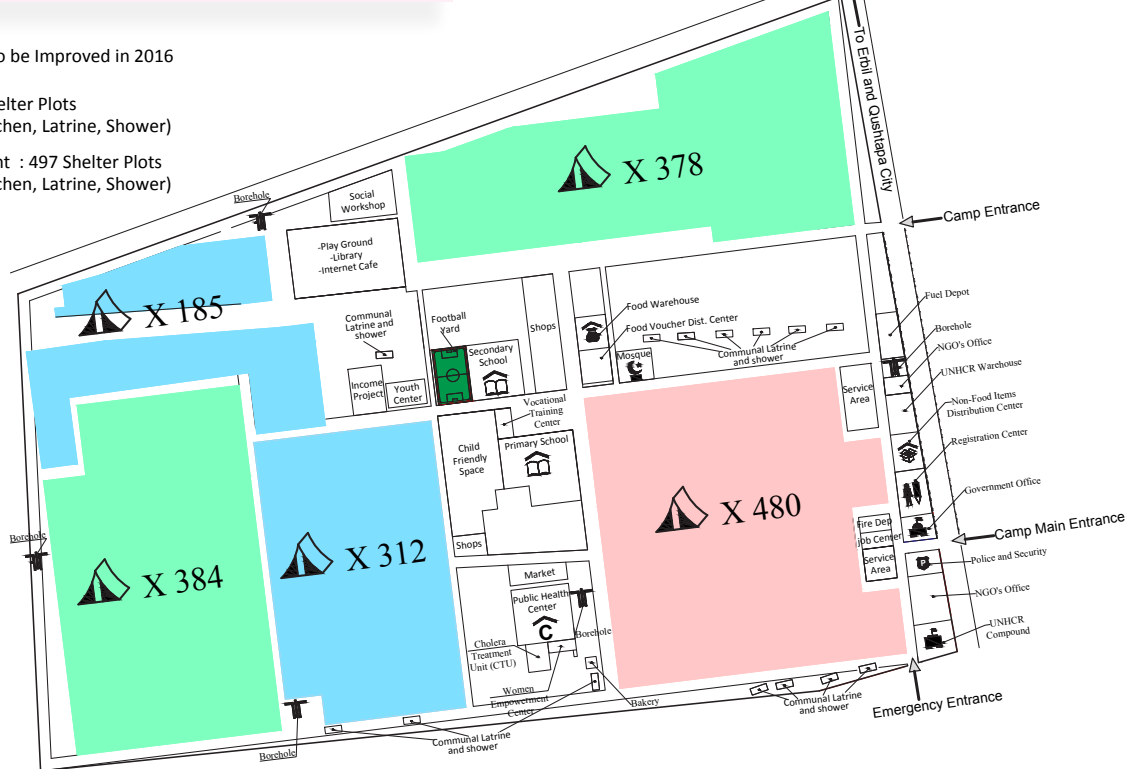 o be Improved in 2016
elter Plots
chen, Latrine, Shower)
nt : 497 Shelter Plots
chen, Latrine, Shower)
To Erbil and Qushtapa City
X 378
Borehole
Social
Workshop
Camp Entrance
-Play Ground
-Library
-Internet Cafe
X 185
Communal
Latrine and
shower
Football
Yard
Shops
Food Warehouse
Food Voucher Dist. Center
Communal Latrine
and shower
Mosque
Secondary
School
Income
Project
Youth
Center
Fuel Depot
Borehole
NGO's Office
UNHCR Warehouse
Non-Food Items
Distribution Center
Registration Center
Government Office
Service
Area
Vocational
Training
Center
Child
Friendly
Space
Primary School
Shops
X 480
Fire Dep
Job Center
Service
Area
Camp Main Entrance
P
Police and Security
NGO's Office
UNHCR
Compound
Borehole
X 384
X 312
Market
Public Health
Center
C
Borehole
Cholera
Treatment
Unit (CTU)
Women
Empowerment
Center
Bakery
Communal Latrine
and shower
Emergency Entrance
Communal Latrine
and shower
Borehole